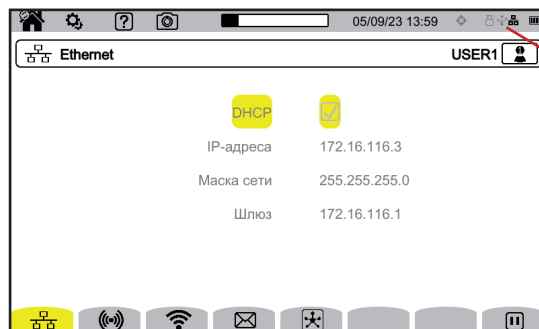 05/09/23 13:59
Ethernet USER1
DHCP
IP-адреса 172.16.116.3
Маска сети 255.255.255.0
Шлюз 172.16.116.1